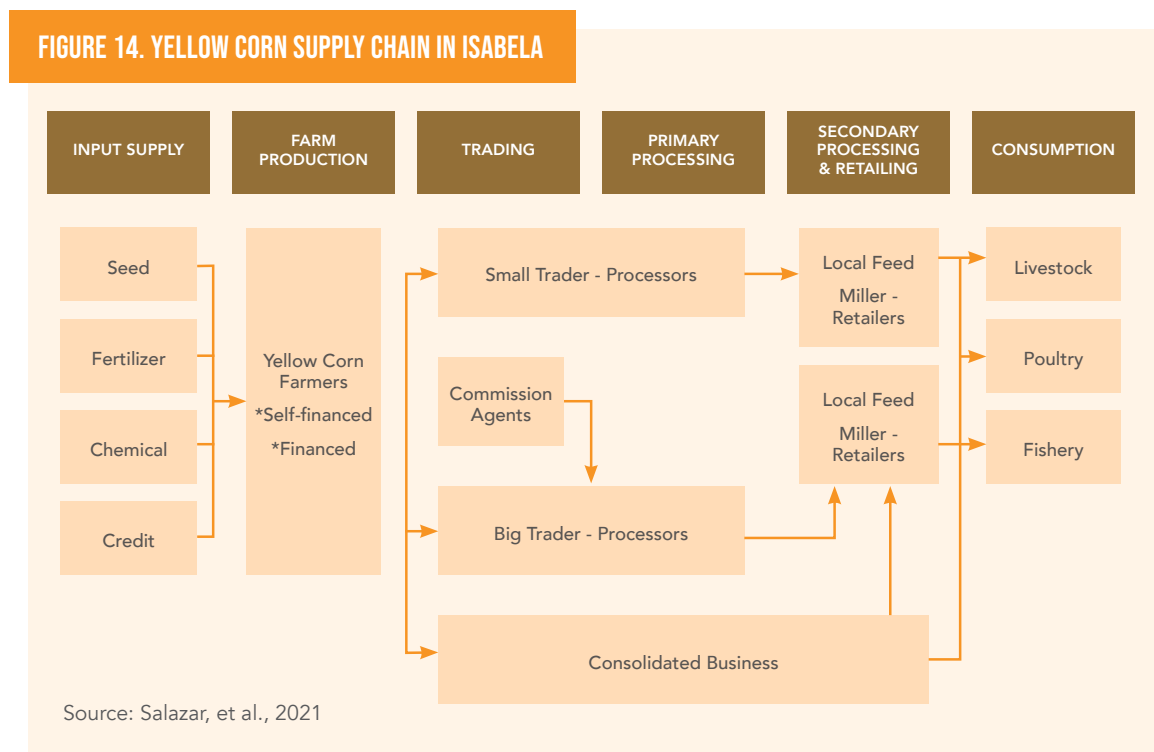 FIGURE 14. YELLOW CORN SUPPLY CHAIN IN ISABELA
INPUT SUPPLY
FARM
PRODUCTION
TRADING
PRIMARY
PROCESSING
SECONDARY
PROCESSING
& RETAILING
CONSUMPTION
Seed
Fertilizer
Chemical
Credit
Yellow Corn
Farmers
*Self-financed
*Financed
Small Trader - Processors
Commission
Agents
Big Trader - Processors
Consolidated Business
Local Feed
Miller -
Retailers
Local Feed
Miller -
Retailers
Livestock
Poultry
Fishery
Source: Salazar, et al., 2021